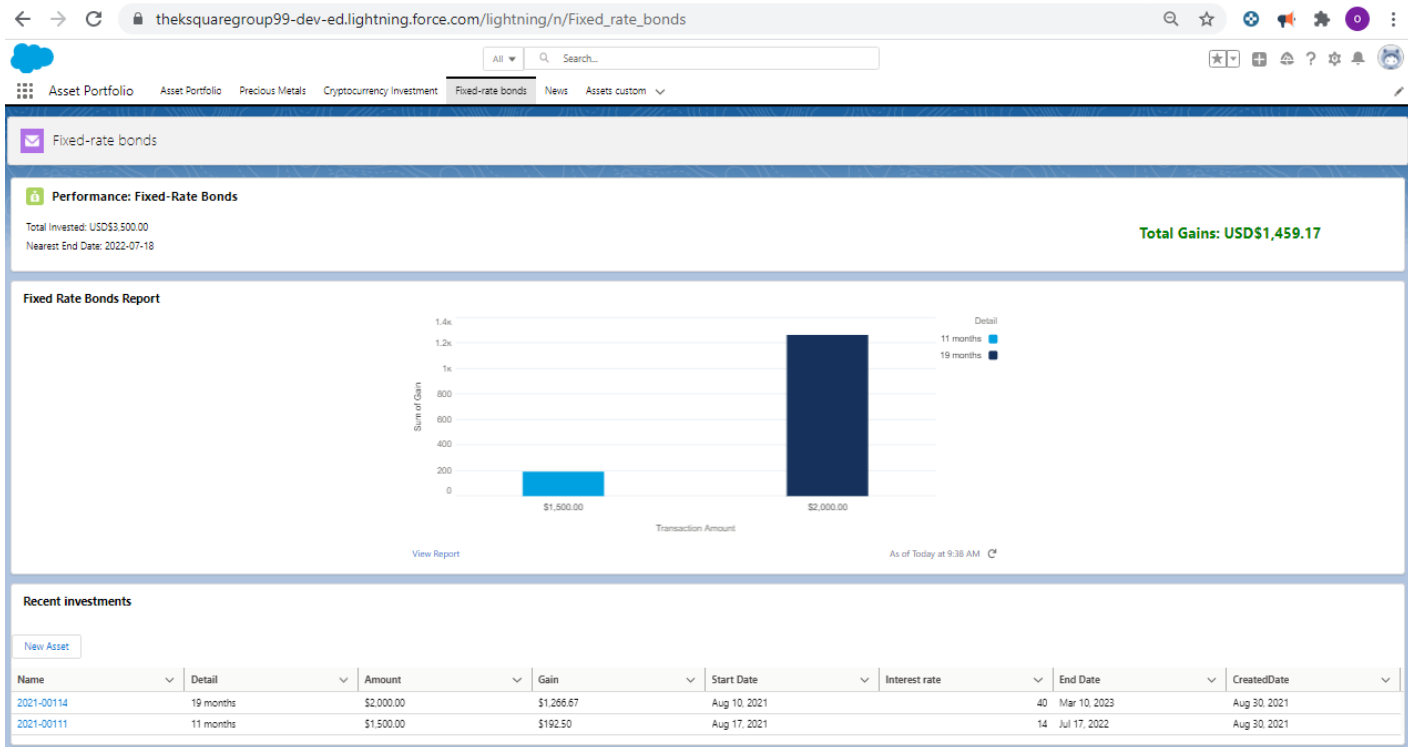 theksquaregroup99-dev-ed.lightning.force.com/lightning/n/Fixed_rate_bonds
O
All Search...
Asset Portfolio Asset Portfolio Precious Metals Cryptocurrency Investment Fixed-rate bonds News Assets custom
Fixed-rate bonds
Performance: Fixed-Rate Bonds
Total Invested: USD$3,500.00
Nearest End Date: 2022-07-18
Total Gains: USD$1,459.17
Fixed Rate Bonds Report
Detail
11 months
19 months
Sum of Gain
1.4K
1.2K
1K
800
600
400
200
0
$1,500.00 $2,000.00
Transaction Amount
View Report As of Today at 9:38 AM
Recent investments
New Asset
Name Detail Amount Gain Start Date Interest rate End Date CreatedDate
2021-00114 19 months $2,000.00 $1,266.67 Aug 10, 2021 40 Mar 10, 2023 Aug 30, 2021
2021-00111 11 months $1,500.00 $192.50 Aug 17, 2021 14 Jul 17, 2022 Aug 30, 2021